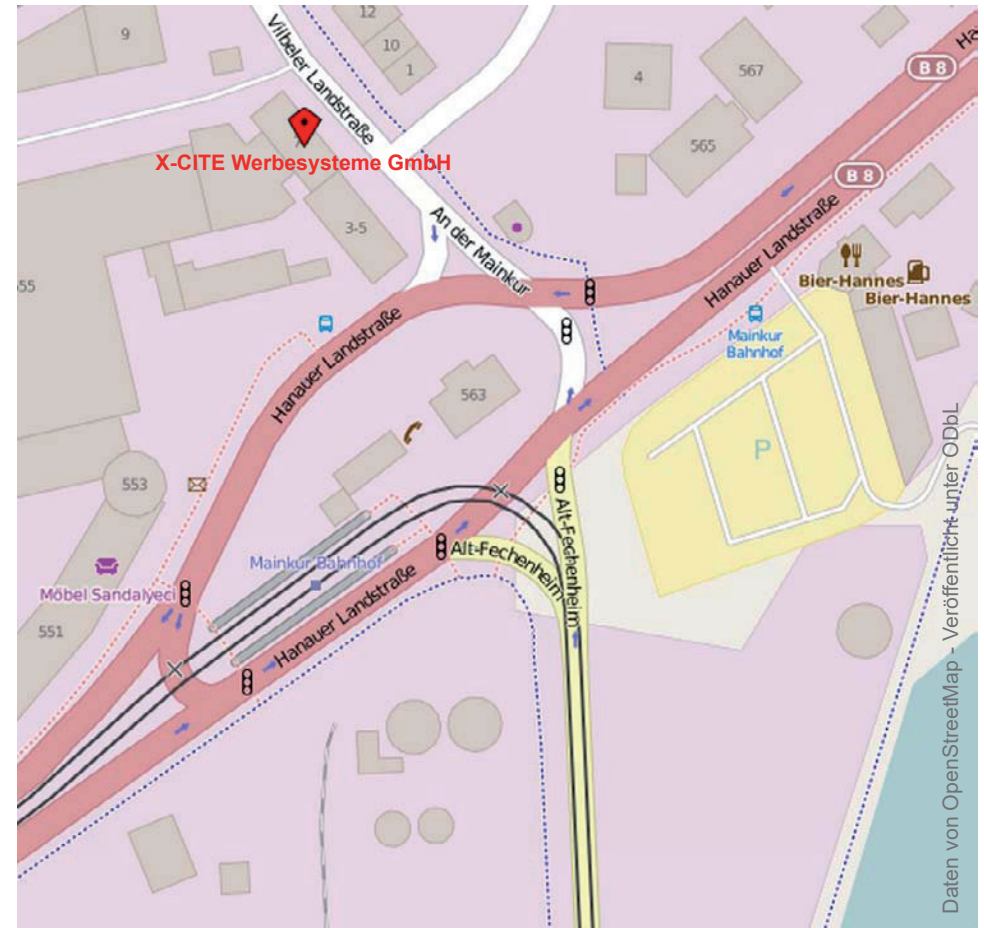 9
12
10
1
Vilbeler Landstraße
4
567
565
B 8
Ha
B 8
X-CITE Werbesysteme GmbH
3-5
An der Mainkur
Hanauer Landstraße
Bier-Hannes
Bier-Hannes
55
Hanauer Landstraße
Mainkur
Bahnhof
563
P
553
Alt-Fechenheim
Alt-Fechenheim
Mainkur Bahnhof
Möbel Sandalyeci
Hanauer Landstraße
551
Daten von OpenStreetMap - Veröffentlicht unter ODbL